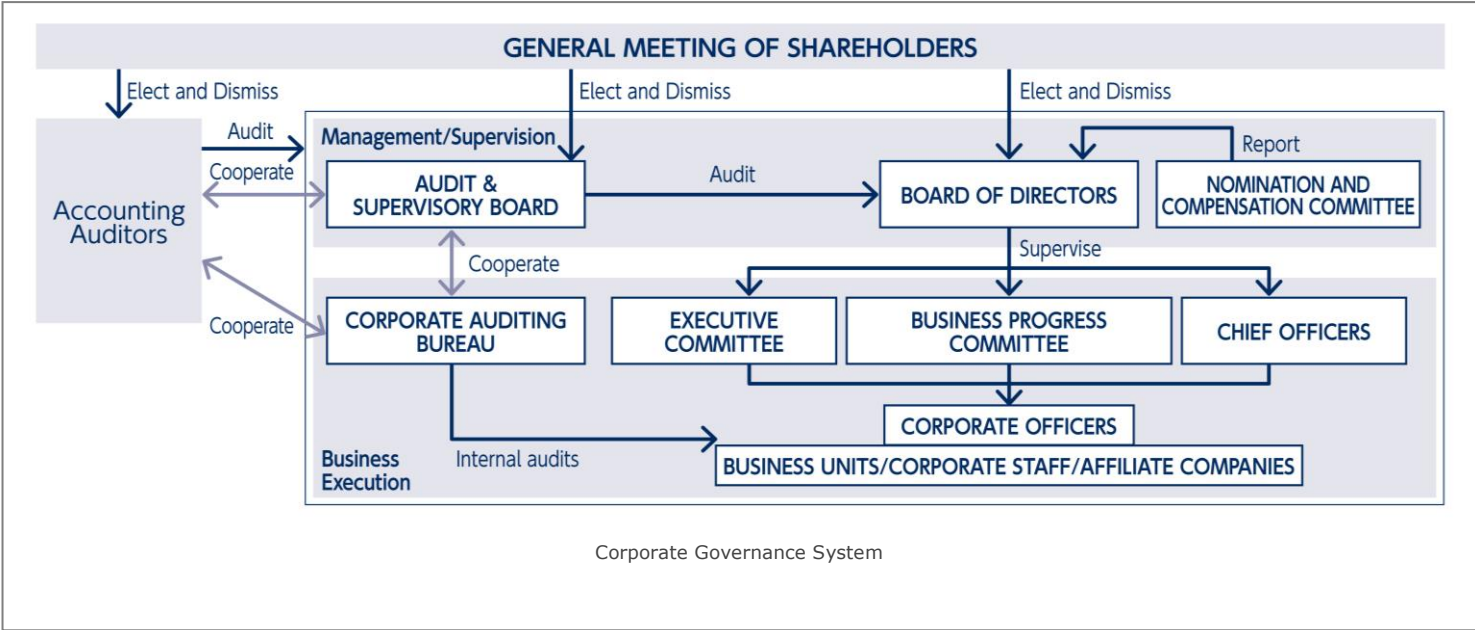 GENERAL MEETING OF SHAREHOLDERS
Elect and Dismiss
Elect and Dismiss
Elect and Dismiss
Audit
Management/Supervision
Report
Cooperate
Accounting
Auditors
AUDIT &
SUPERVISORY BOARD
Audit
BOARD OF DIRECTORS
NOMINATION AND
COMPENSATION COMMITTEE
Cooperate
Supervise
Cooperate
CORPORATE AUDITING
BUREAU
EXECUTIVE
COMMITTEE
BUSINESS PROGRESS
COMMITTEE
CHIEF OFFICERS
CORPORATE OFFICERS
Business
Execution
Internal audits
BUSINESS UNITS/CORPORATE STAFF/AFFILIATE COMPANIES
Corporate Governance System